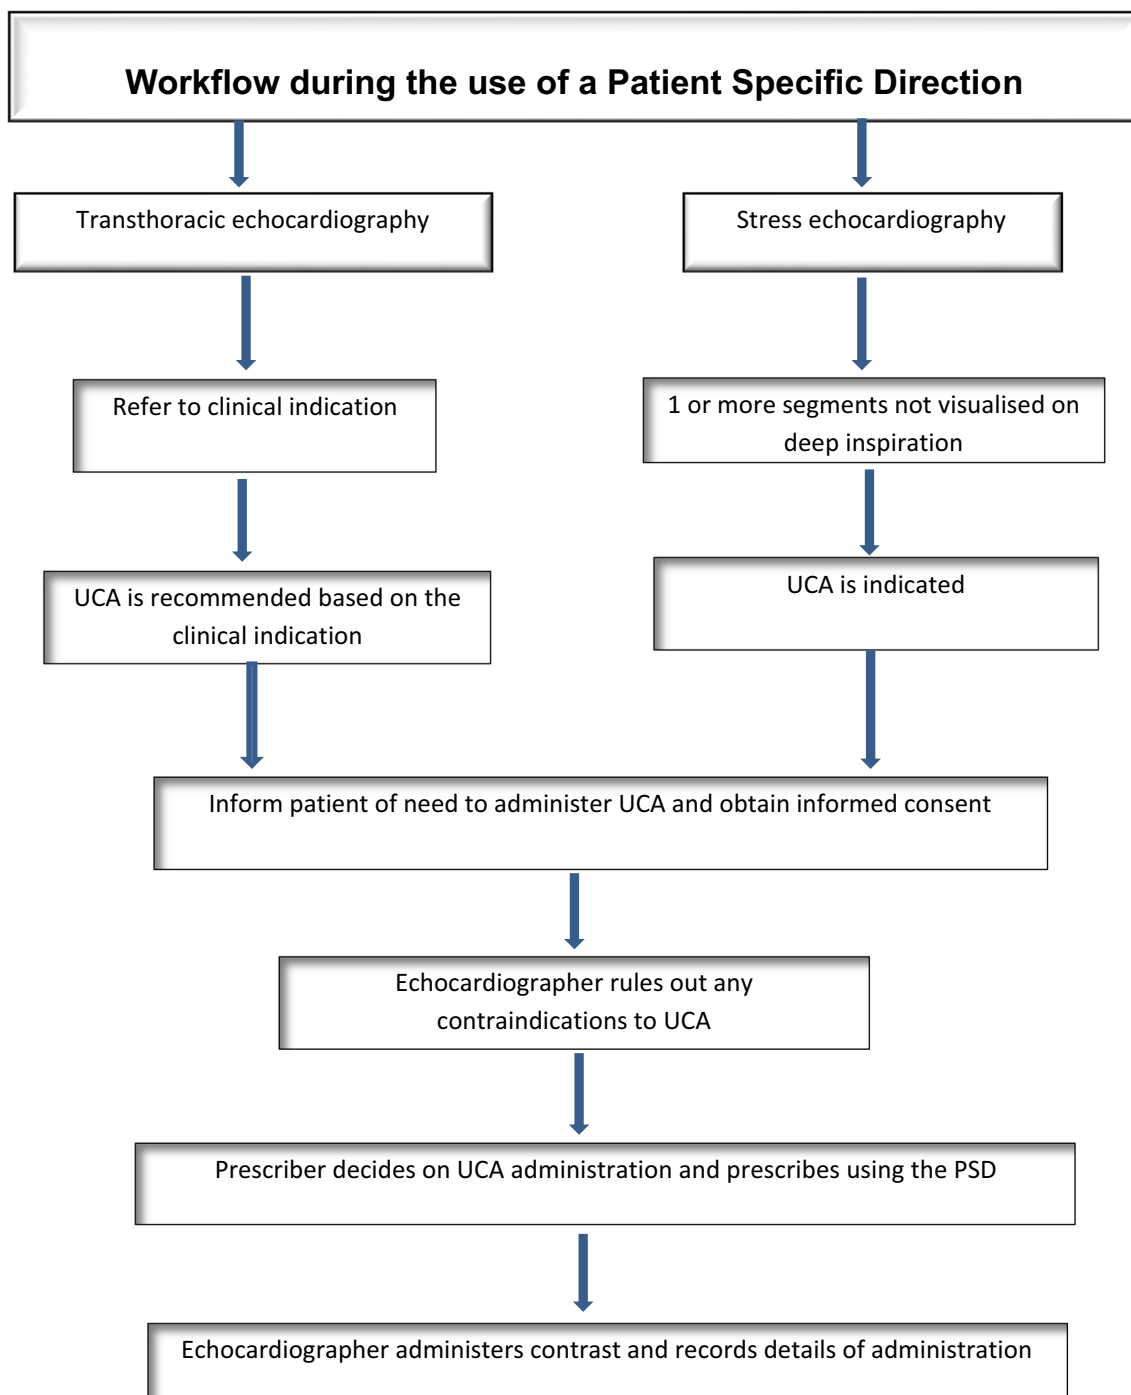 Workflow during the use of a Patient Specific Direction
Transthoracic echocardiography
Stress echocardiography
Refer to clinical indication
1 or more segments not visualised on
deep inspiration
UCA is recommended based on the
clinical indication
UCA is indicated
Inform patient of need to administer UCA and obtain informed consent
Echocardiographer rules out any
contraindications to UCA
Prescriber decides on UCA administration and prescribes using the PSD
Echocardiographer administers contrast and records details of administration